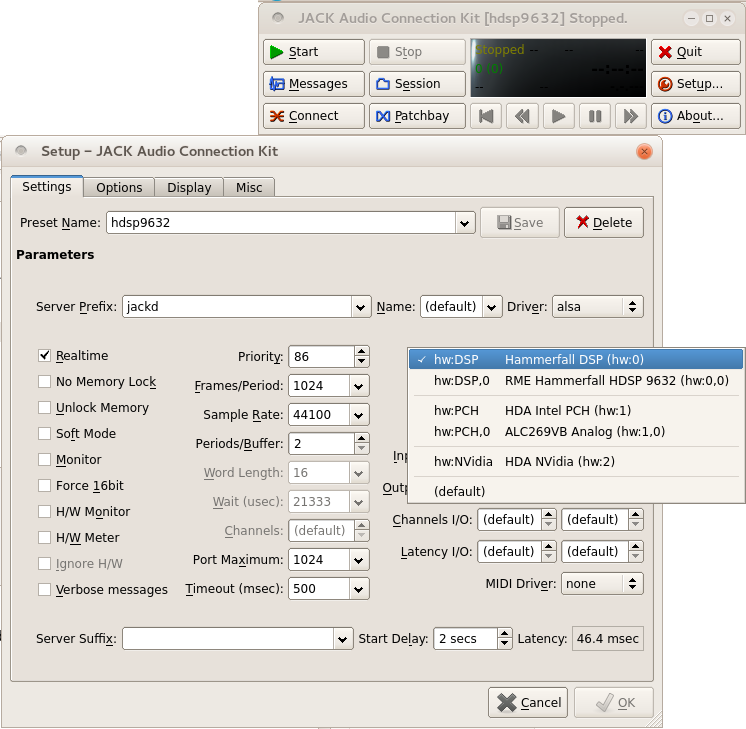 JACK Audio Connection Kit [hdsp9632] Stopped.
Start Stop Stopped -- -- -- Quit
0 (0) --:--:--
Messages Session -- -- -- Setup...
Connect Patchbay About...
Setup - JACK Audio Connection Kit
Settings Options Display Misc
Preset Name: hdsp9632 Save Delete
Parameters
Server Prefix: jackd Name: (default) Driver: alsa
Realtime Priority: 86 ✓ hw:DSP Hammerfall DSP (hw:0)
No Memory Lock Frames/Period: 1024 hw:DSP,0 RME Hammerfall HDSP 9632 (hw:0,0)
Unlock Memory Sample Rate: 44100 hw:PCH HDA Intel PCH (hw:1)
Soft Mode Periods/Buffer: 2 hw:PCH,0 ALC269VB Analog (hw:1,0)
Monitor Word Length: 16 hw:NVidia HDA NVidia (hw:2)
Force 16bit Wait (usec): 21333 (default)
H/W Monitor Channels: (default) Channels I/O: (default) (default)
H/W Meter Port Maximum: 1024 Latency I/O: (default) (default)
Ignore H/W
Verbose messages Timeout (msec): 500 MIDI Driver: none
Server Suffix: Start Delay: 2 secs Latency: 46.4 msec
Cancel OK